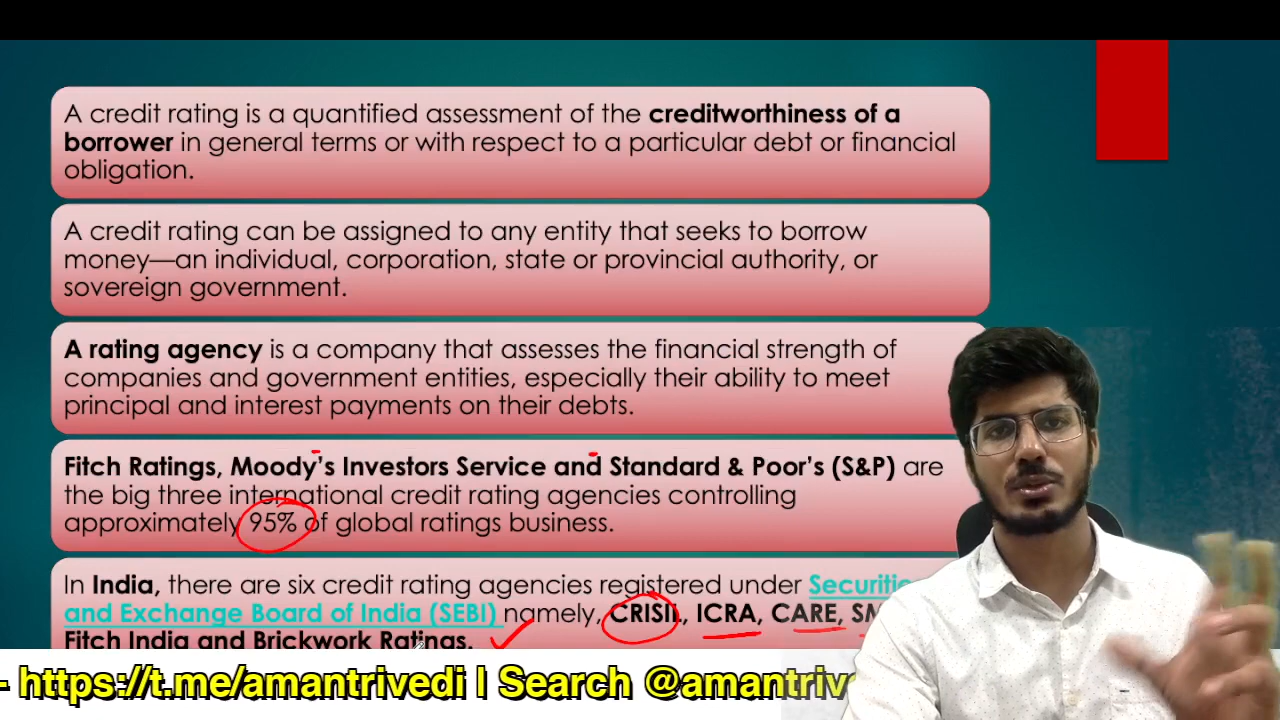 A credit rating is a quantified assessment of the creditworthiness of a
borrower in general terms or with respect to a particular debt or financial
obligation.
A credit rating can be assigned to any entity that seeks to borrow
money—an individual, corporation, state or provincial authority, or
sovereign government.
A rating agency is a company that assesses the financial strength of
companies and government entities, especially their ability to meet
principal and interest payments on their debts.
Fitch Ratings, Moody's Investors Service and Standard & Poor's (S&P) are
the big three international credit rating agencies controlling
approximately 95% of global ratings business.
In India, there are six credit rating agencies registered under
and Exchange Board of India (SEBI) namely, CRISIL, ICRA, CARE,
Fitch India and Brickwork Ratings.
- https://t.me/amantrivedi | Search